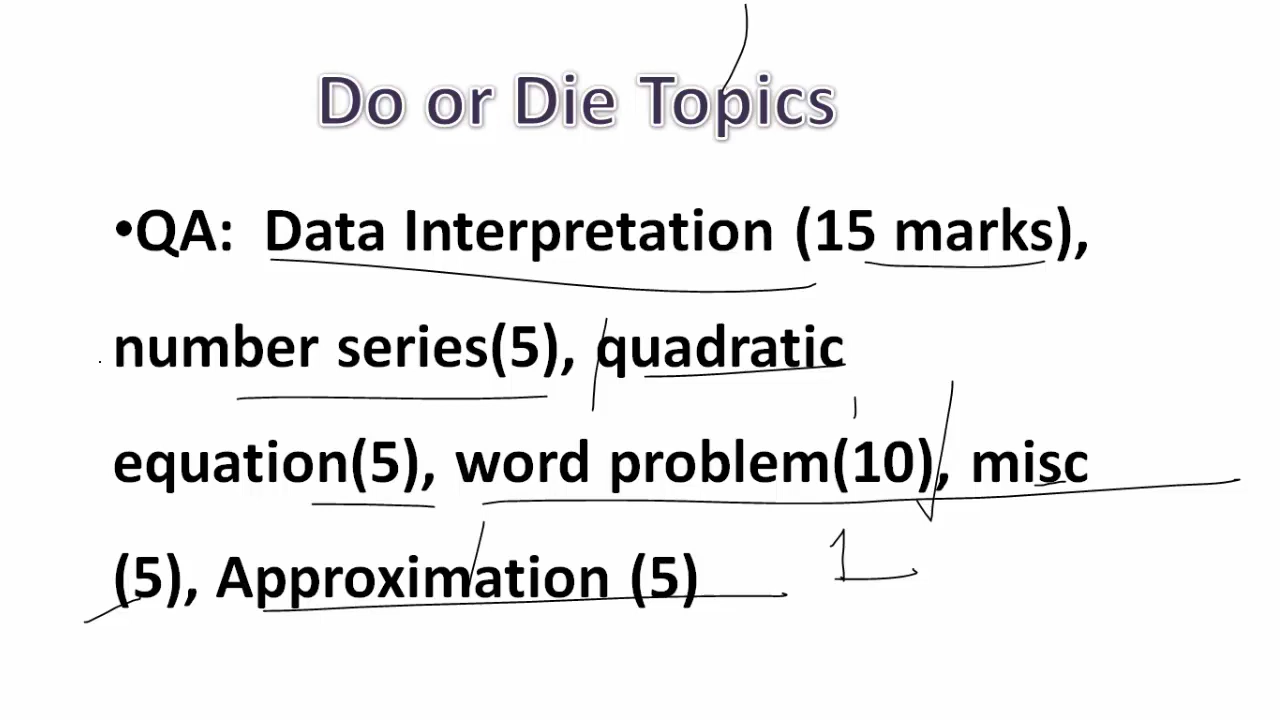 Do or Die Topics
•QA: Data Interpretation (15 marks),
number series(5), quadratic
equation(5), word problem(10), misc
(5), Approximation (5)
1